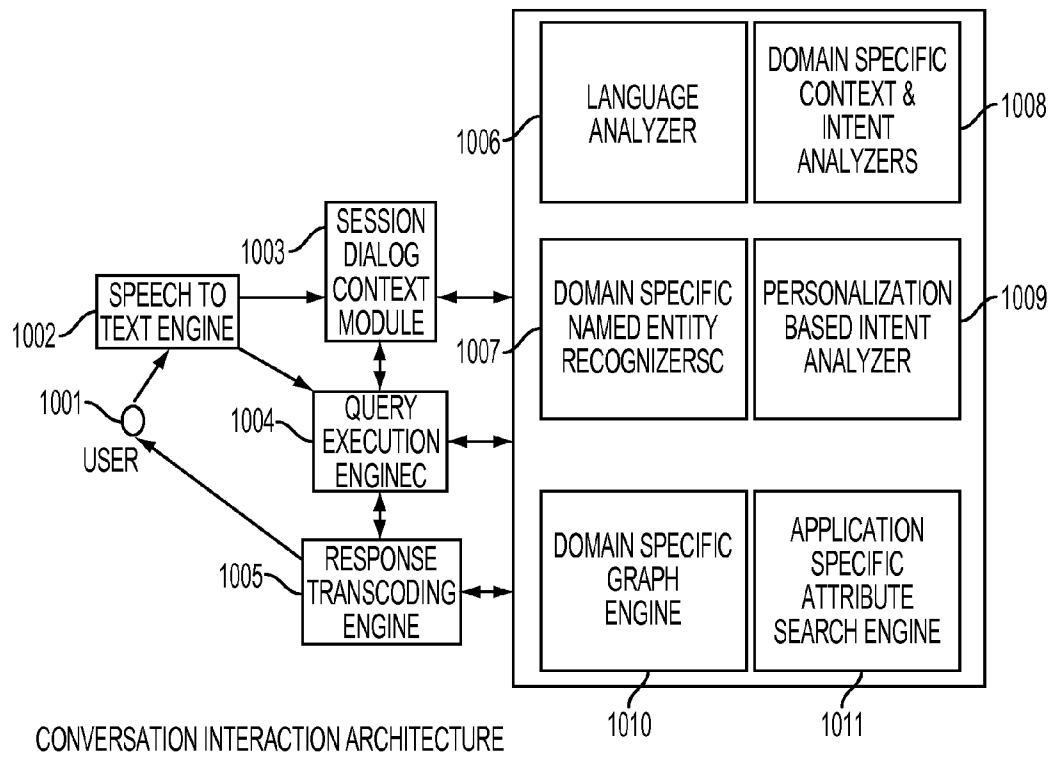 1006
LANGUAGE
ANALYZER
DOMAIN SPECIFIC
CONTEXT &
INTENT
ANALYZERS
1008
1003
SESSION
DIALOG
CONTEXT
MODULE
1002
SPEECH TO
TEXT ENGINE
1007
DOMAIN SPECIFIC
NAMED ENTITY
RECOGNIZERSC
PERSONALIZATION
BASED INTENT
ANALYZER
1009
1001
USER
1004
QUERY
EXECUTION
ENGINEC
1005
RESPONSE
TRANSCODING
ENGINE
DOMAIN SPECIFIC
GRAPH
ENGINE
APPLICATION
SPECIFIC
ATTRIBUTE
SEARCH ENGINE
1010
1011
CONVERSATION INTERACTION ARCHITECTURE